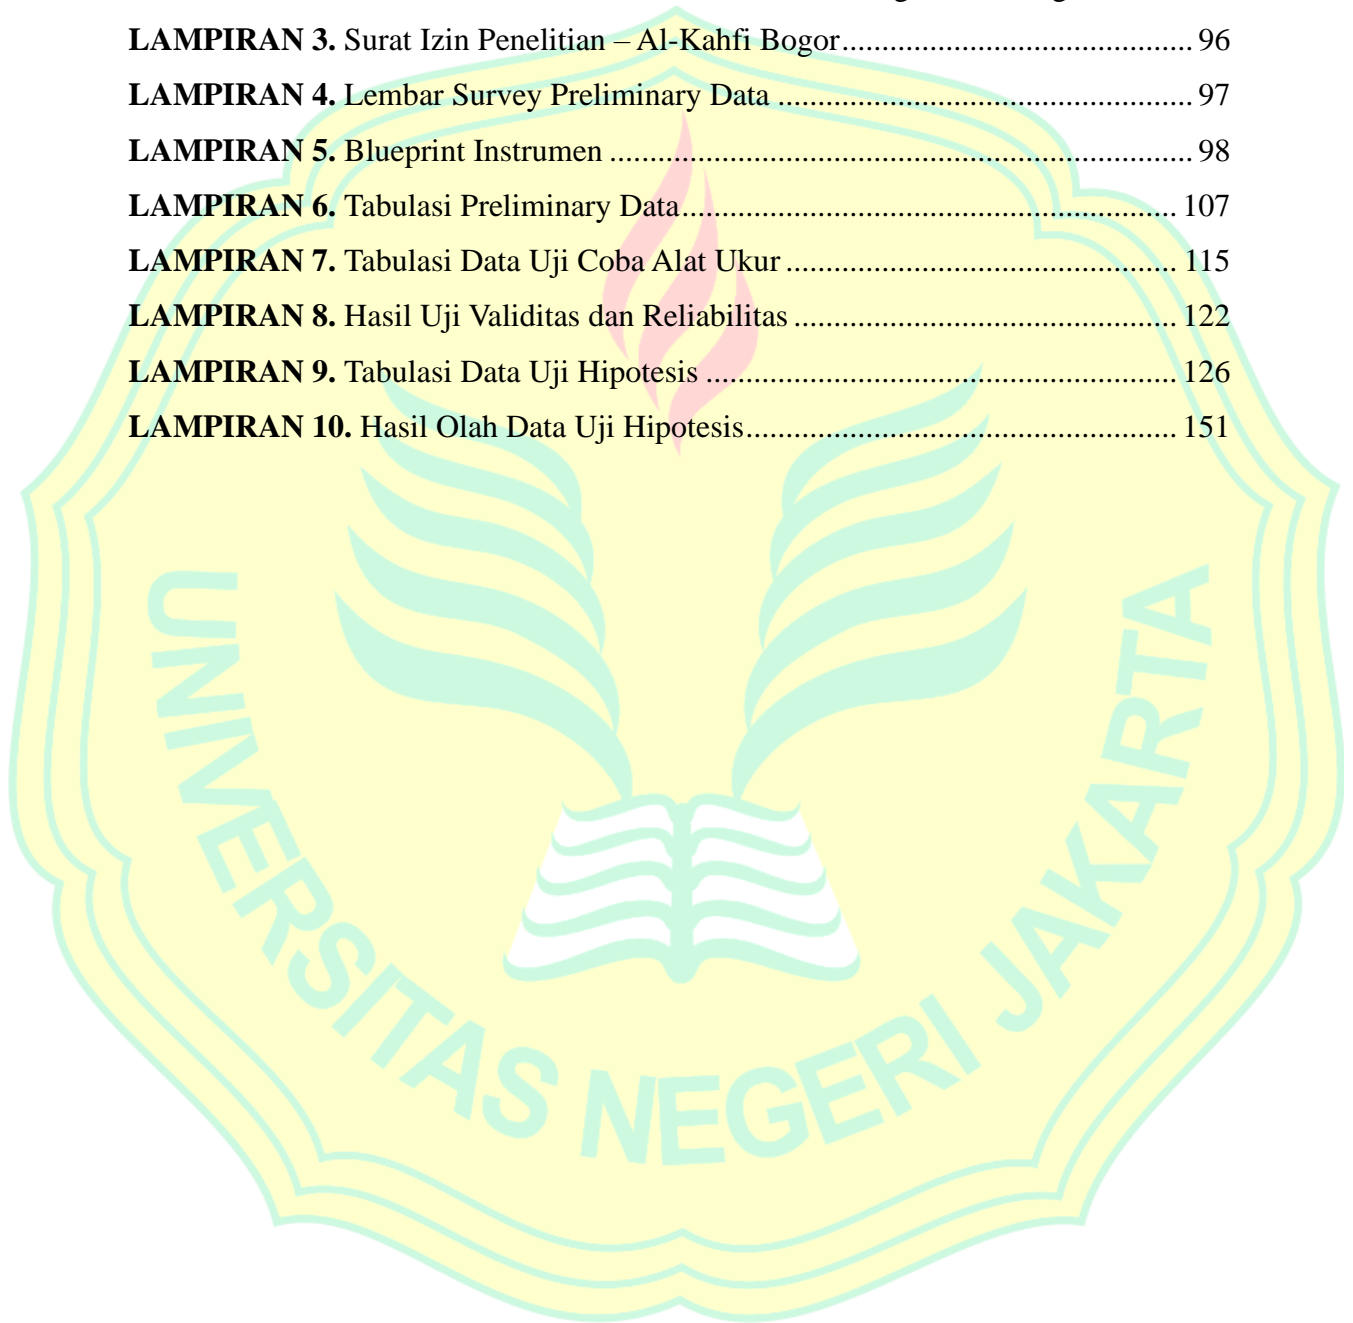 LAMPIRAN 3. Surat Izin Penelitian – Al-Kahfi Bogor............................................ 96
LAMPIRAN 4. Lembar Survey Preliminary Data .................................................... 97
LAMPIRAN 5. Blueprint Instrumen ......................................................................... 98
LAMPIRAN 6. Tabulasi Preliminary Data.............................................................. 107
LAMPIRAN 7. Tabulasi Data Uji Coba Alat Ukur ................................................. 115
LAMPIRAN 8. Hasil Uji Validitas dan Reliabilitas ................................................ 122
LAMPIRAN 9. Tabulasi Data Uji Hipotesis ........................................................... 126
LAMPIRAN 10. Hasil Olah Data Uji Hipotesis...................................................... 151
UNIVERSITAS NEGERI JAKARTA